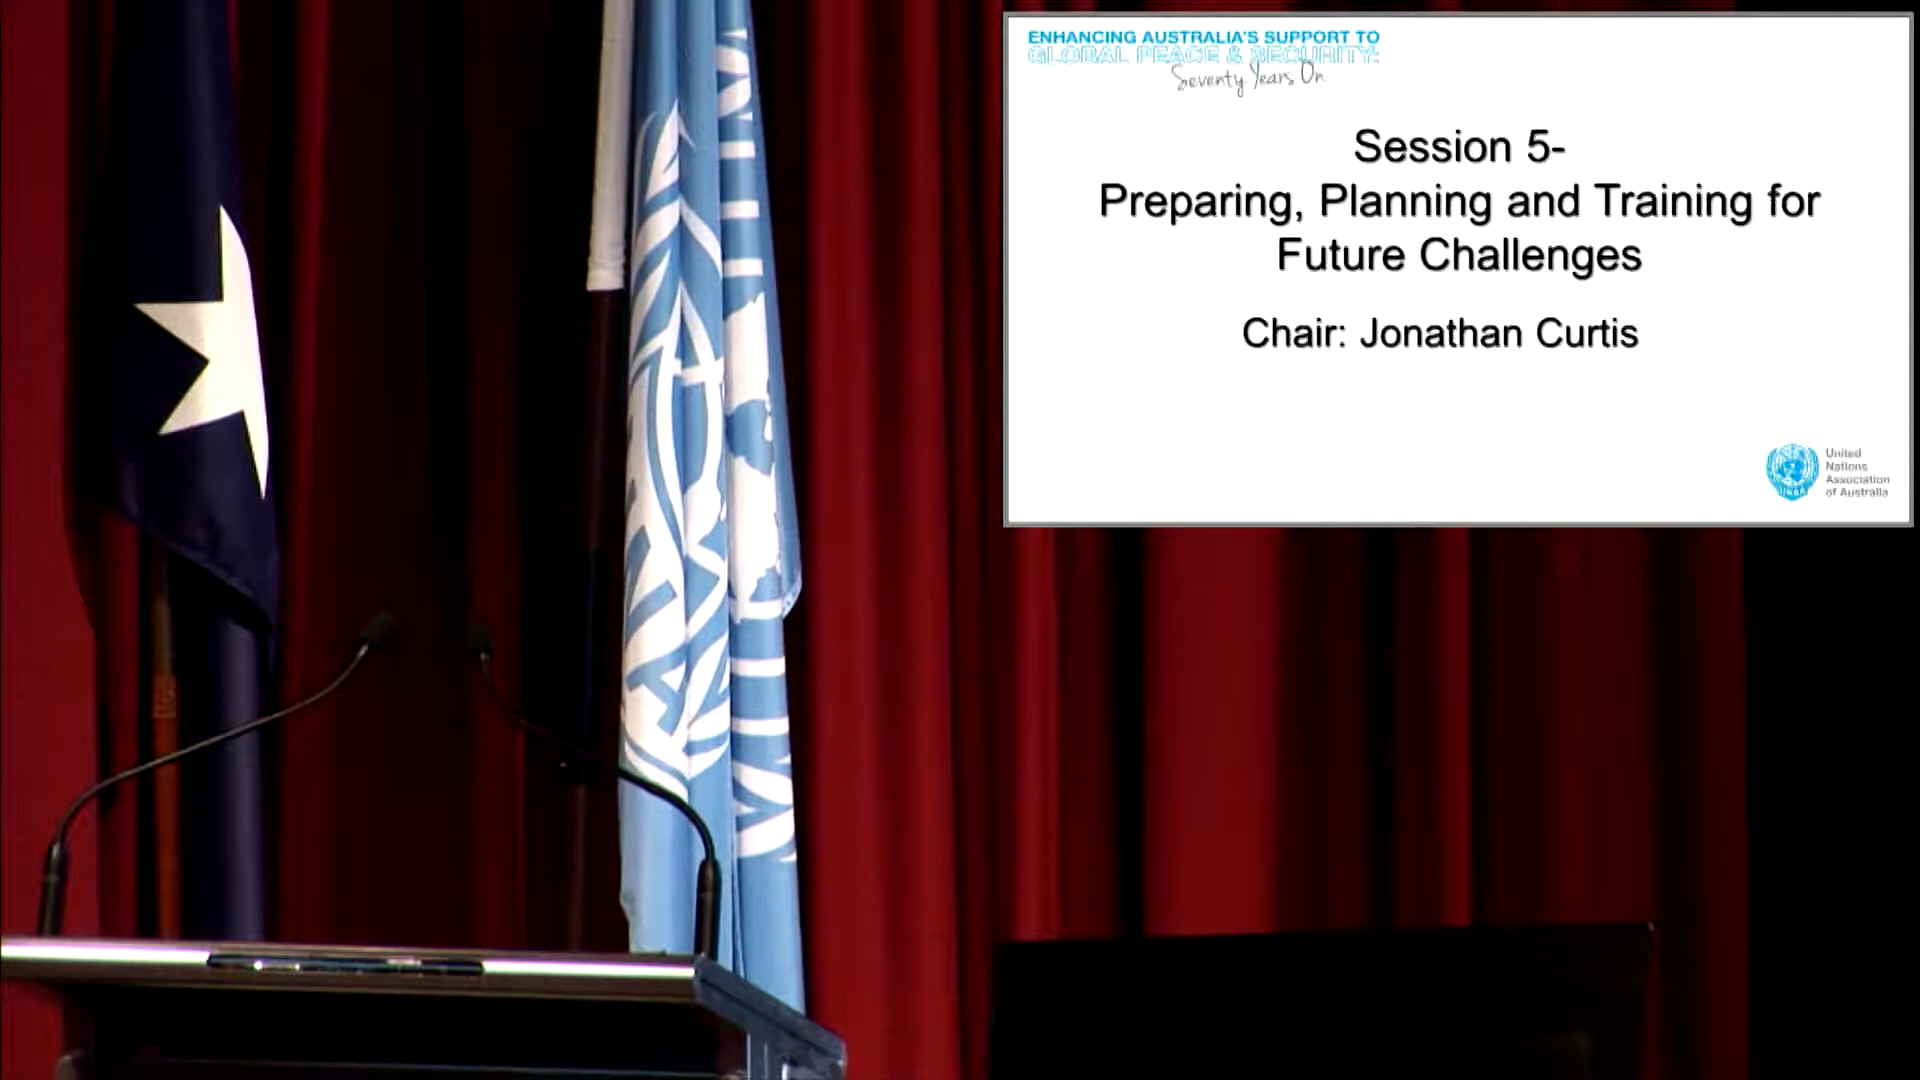 ENHANCING AUSTRALIA'S SUPPORT TO
GLOBAL PEACE & SECURITY:
Seventy Years On
Session 5-
Preparing, Planning and Training for
Future Challenges
Chair: Jonathan Curtis
United
Nations
Association
of Australia
UNAA